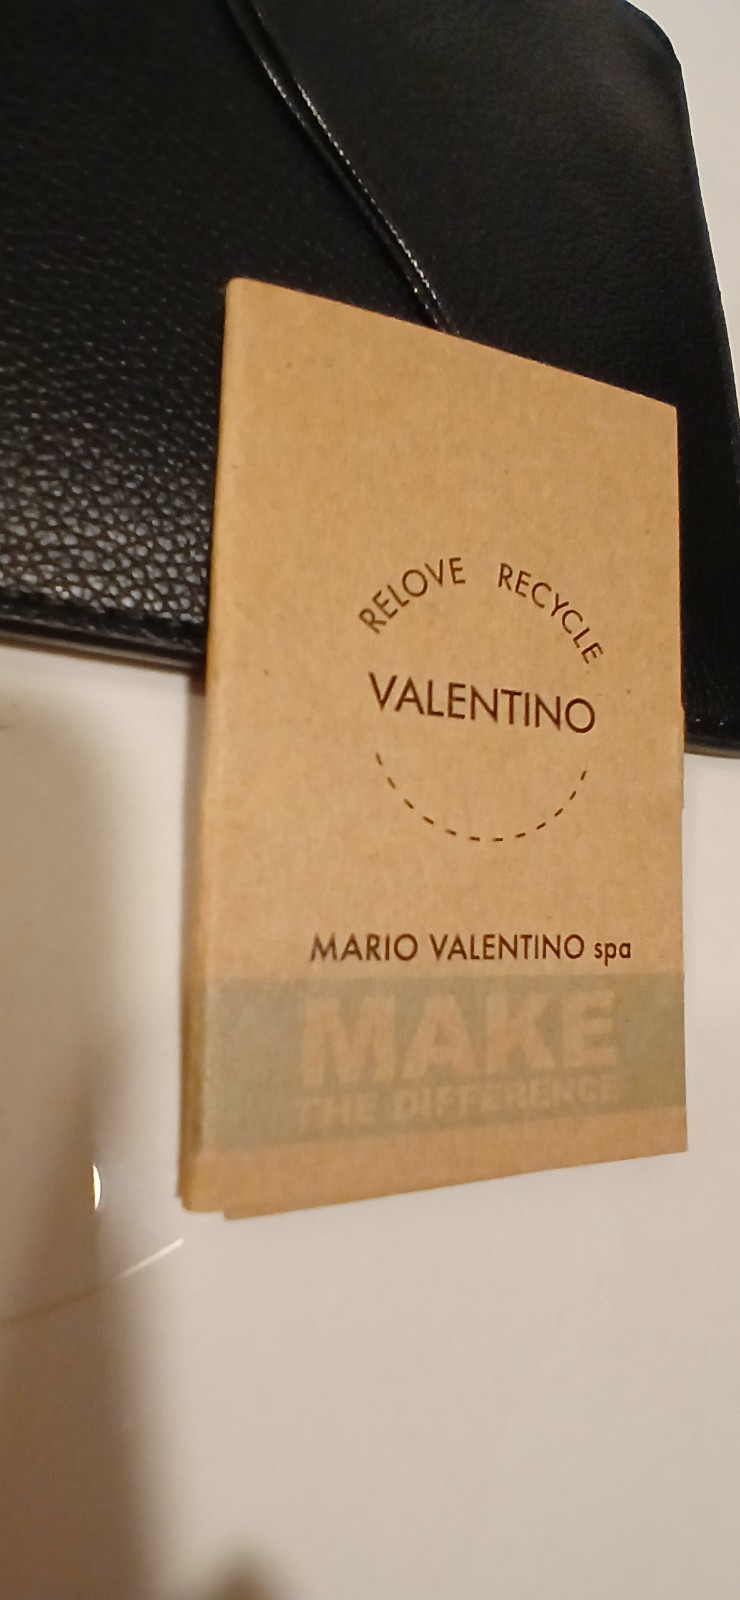 RELOVE RECYCLE
VALENTINO
MARIO VALENTINO spa
MAKE
THE DIFFERENCE